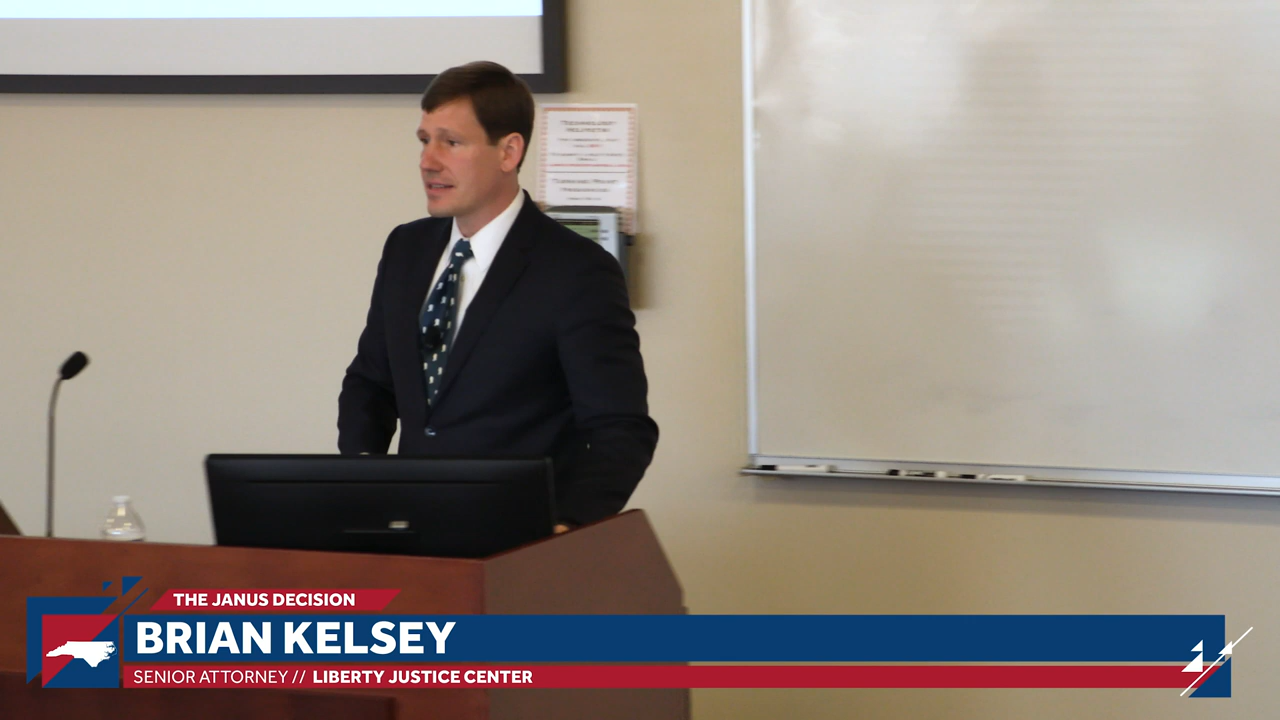 THE JANUS DECISION
BRIAN KELSEY
SENIOR ATTORNEY // LIBERTY JUSTICE CENTER